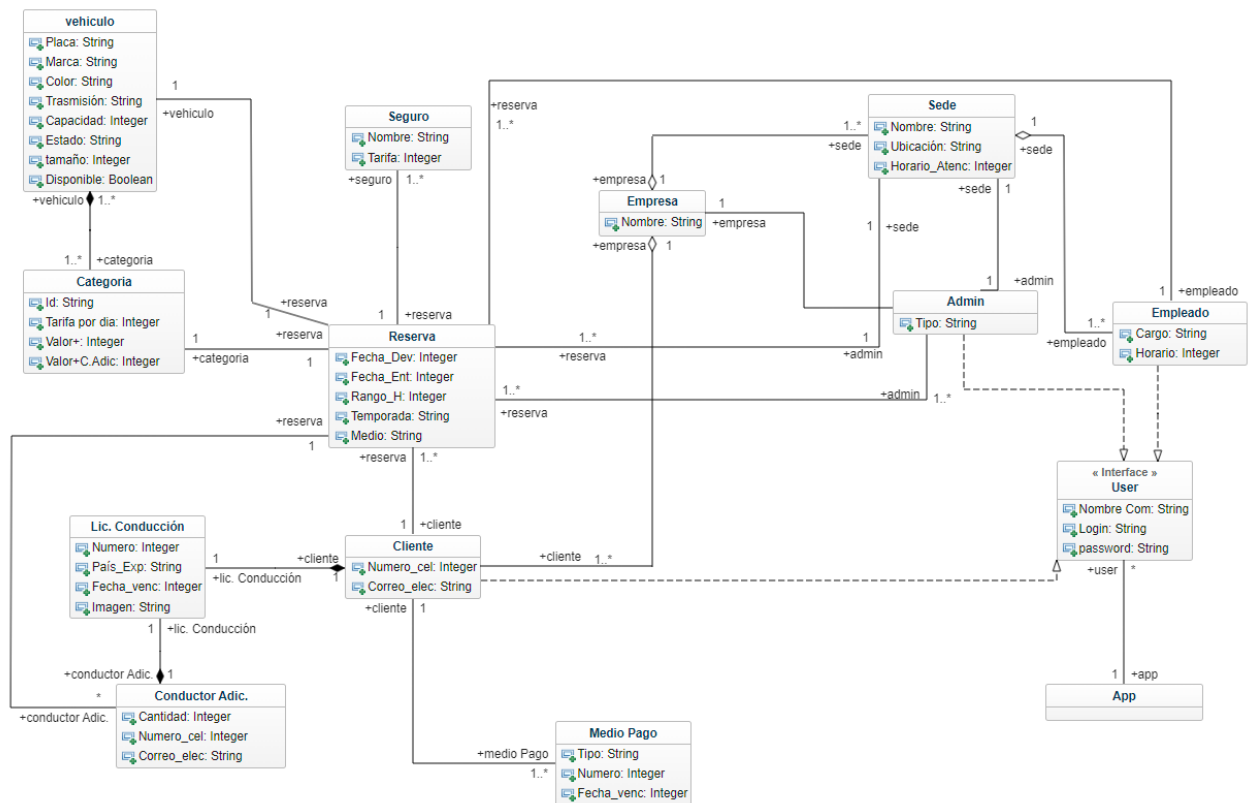 vehiculo
Placa: String
Marca: String
Color: String
Trasmisión: String
Capacidad: Integer
Estado: String
tamaño: Integer
Disponible: Boolean
1
+vehiculo
+vehiculo
1..*
1..*
+categoria
Categoria
Id: String
Tarifa por dia: Integer
Valor+: Integer
Valor+C.Adic: Integer
1
+categoria
+reserva
1
+reserva
1
Seguro
Nombre: String
Tarifa: Integer
+seguro
1..*
1
+reserva
+reserva
1..*
Sede
Nombre: String
Ubicación: String
Horario_Atenc: Integer
1..*
+sede
1
+sede
+sede
1
1
+sede
+empresa
1
Empresa
Nombre: String
+empresa
1
1
+empresa
1
+admin
Admin
Tipo: String
1
+admin
+admin
1..*
1
+empleado
Empleado
Cargo: String
Horario: Integer
1..*
+empleado
Reserva
Fecha_Dev: Integer
Fecha_Ent: Integer
Rango_H: Integer
Temporada: String
Medio: String
1..*
+reserva
1..*
+reserva
+reserva
1
+reserva
1..*
« Interface »
User
Nombre Com: String
Login: String
password: String
+user
*
1
+app
App
Lic. Conducción
Numero: Integer
País_Exp: String
Fecha_venc: Integer
Imagen: String
1
+lic. Conducción
+cliente
1
1
+cliente
Cliente
Numero_cel: Integer
Correo_elec: String
+cliente
1..*
+cliente
1
1
+lic. Conducción
+conductor Adic.
1
*
+conductor Adic.
Conductor Adic.
Cantidad: Integer
Numero_cel: Integer
Correo_elec: String
+medio Pago
1..*
Medio Pago
Tipo: String
Numero: Integer
Fecha_venc: Integer